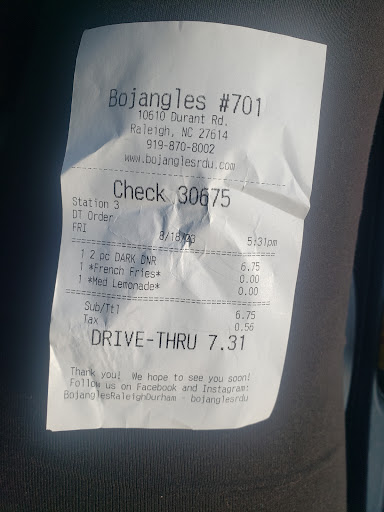 Bojangles #701
10610 Durant Rd.
Raleigh, NC 27614
919-870-8002
www.bojanglesrdu.com
Check 30675
Station 3
DT Order
FRI 8/18/23 5:31pm
1 2 pc DARK DNR 6.75
1 *French Fries* 0.00
1 *Med Lemonade* 0.00
Sub/Ttl 6.75
Tax 0.56
DRIVE-THRU 7.31
Thank you! We hope to see you soon!
Follow us on Facebook and Instagram:
BojanglesRaleighDurham - bojanglesrdu